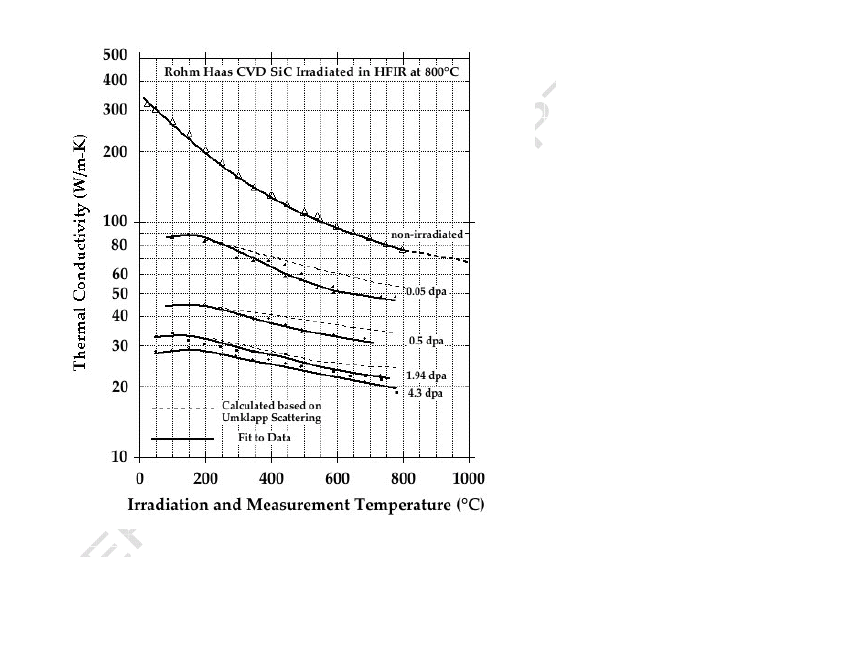 500
Rohm Haas CVD SiC Irradiated in HFIR at 800°C
400
300
200
100
non-irradiated
80
60
50
0.05 dpa
40
0.5 dpa
30
1.94 dpa
20
4.3 dpa
Calculated based on
Umklapp Scattering
Fit to Data
10
0 200 400 600 800 1000
Irradiation and Measurement Temperature (°C)
Thermal Conductivity (W/m-K)